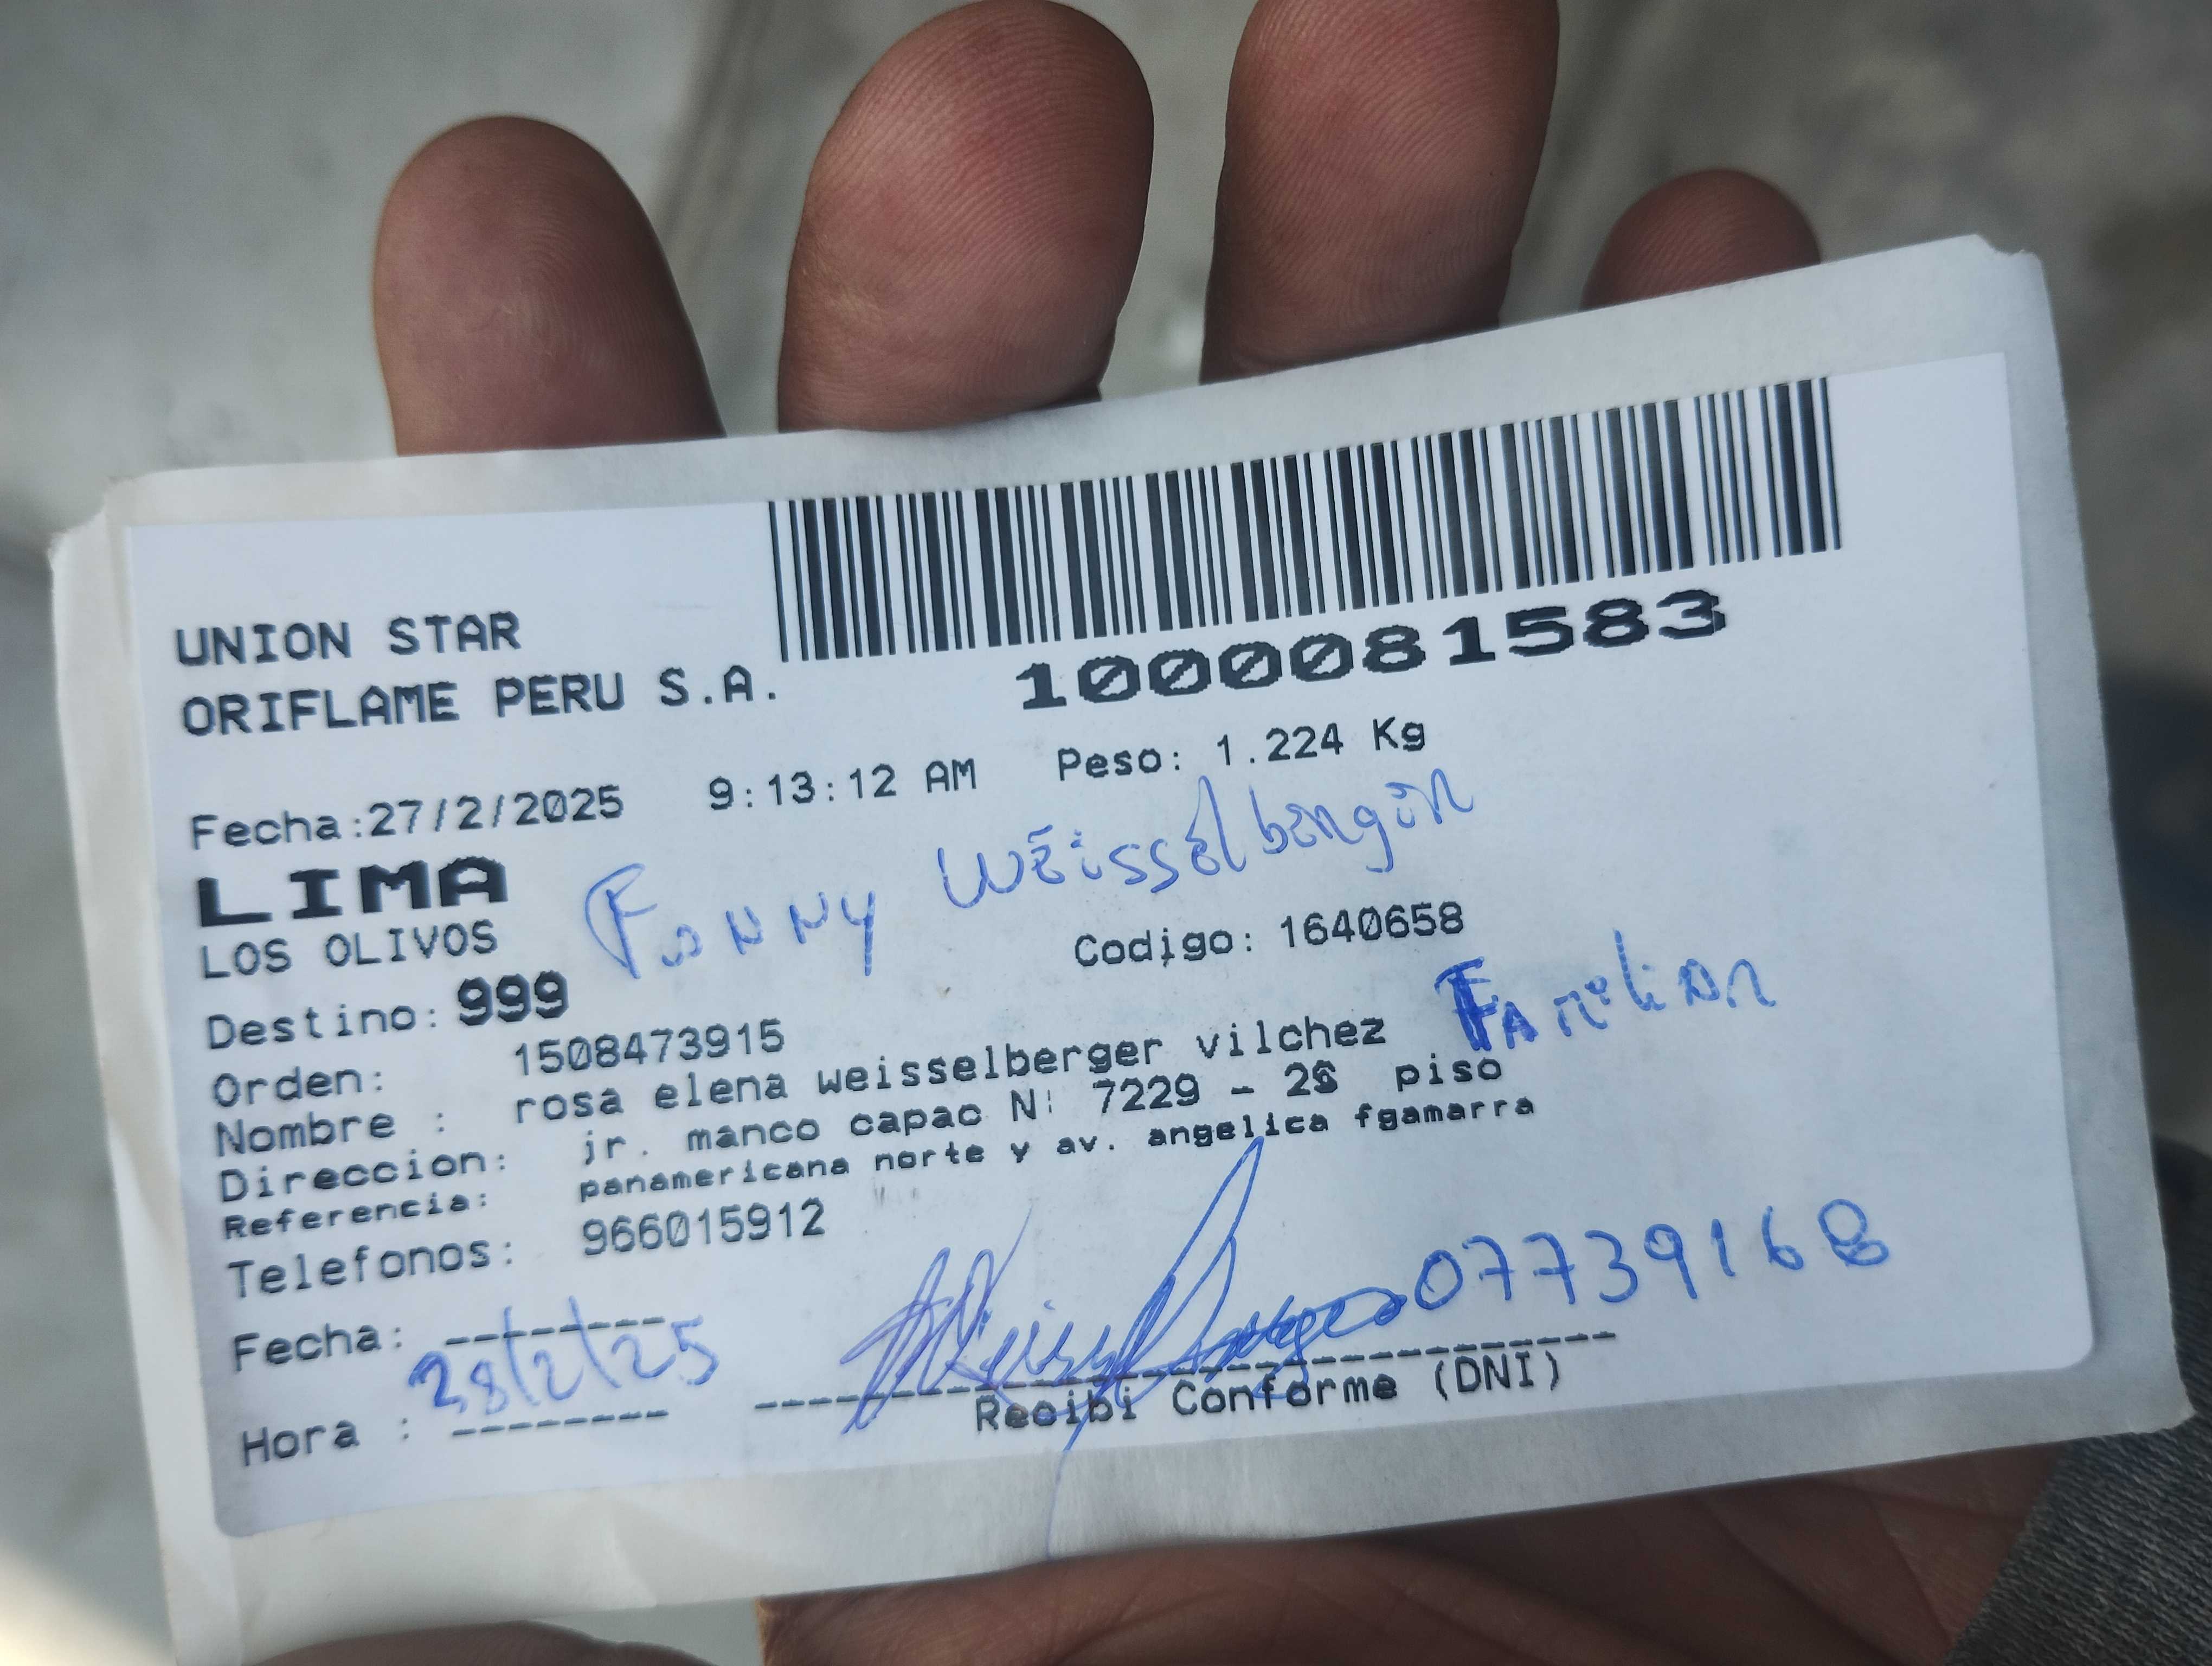 UNION STAR
ORIFLAME PERU S.A.
1000081583
Fecha:27/2/2025 9:13:12 AM Peso: 1.224 Kg
LIMA
LOS OLIVOS
Codigo: 1640658
Destino: 999
Familiar
Orden: 1508473915
Nombre : rosa elena weisselberger vilchez
Direccion: jr. manco capac N: 7229 - 2S piso
Referencia: panamericana norte y av. angelica fgamarra
Telefonos: 966015912
07739168
Fecha: --------
28/2/25
Hora : --------
Recibi Conforme (DNI)